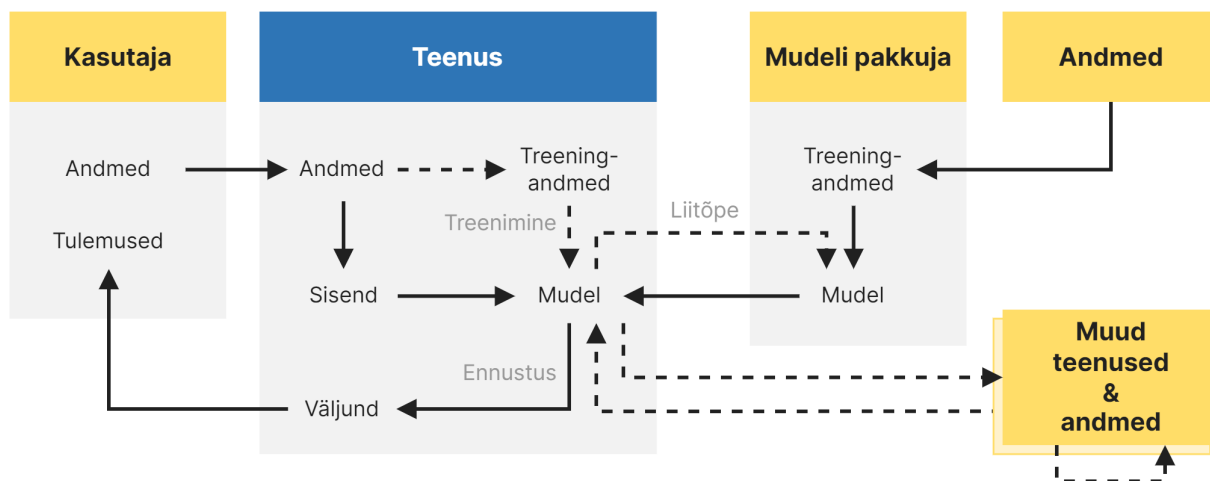 Kasutaja
Teenus
Mudeli pakkuja
Andmed
Andmed
Tulemused
Andmed
Treening-
andmed
Treenimine
Sisend
Mudel
Ennustus
Väljund
Liitõpe
Treening-
andmed
Mudel
Muud
teenused
&
andmed